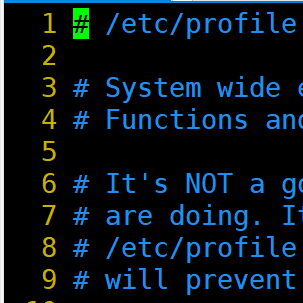 1 # /etc/profile
2
3 # System wide e
4 # Functions and
5
6 # It's NOT a go
7 # are doing. It
8 # /etc/profile
9 # will prevent